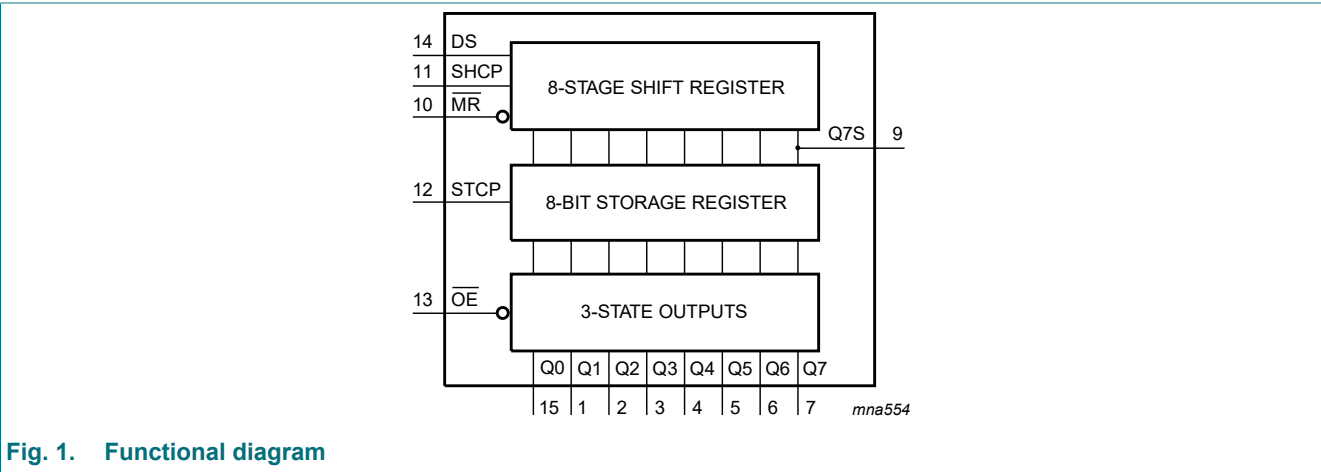 14 DS
11 SHCP
8-STAGE SHIFT REGISTER
10 M̅R̅
Q7S 9
12 STCP
8-BIT STORAGE REGISTER
13 O̅E̅
3-STATE OUTPUTS
Q0 Q1 Q2 Q3 Q4 Q5 Q6 Q7
15 1 2 3 4 5 6 7 mna554
Fig. 1. Functional diagram